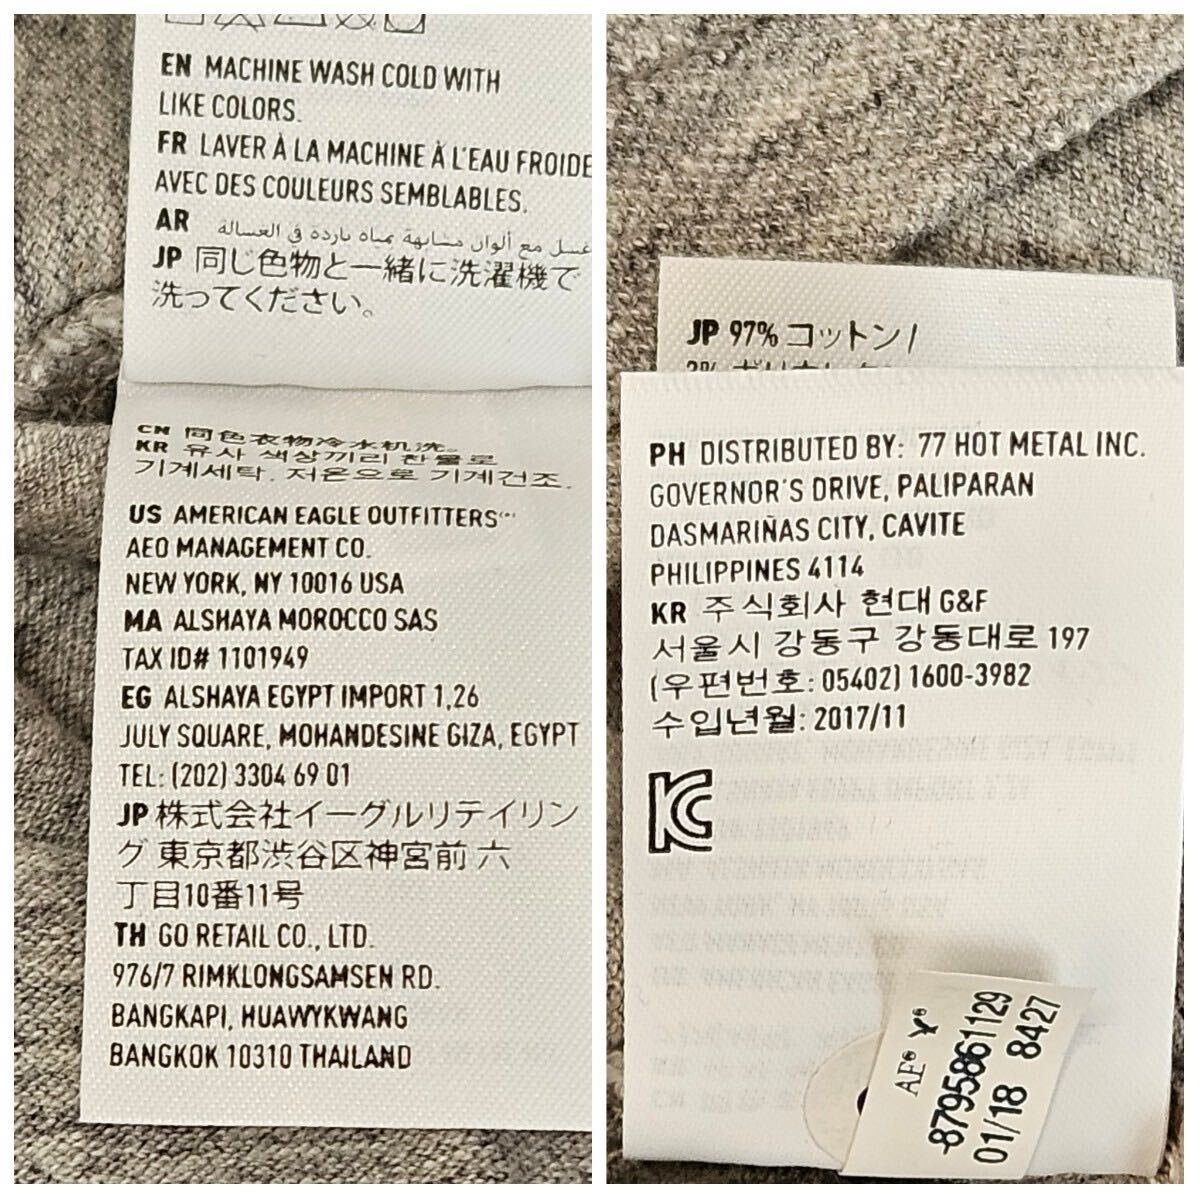 EN MACHINE WASH COLD WITH
LIKE COLORS.
FR LAVER À LA MACHINE À L'EAU FROIDE
AVEC DES COULEURS SEMBLABLES.
AR غسل مع ألوان مشابهة بمياه باردة في الغسالة
JP 同じ色物と一緒に洗濯機で
洗ってください。
CN 同色衣物冷水机洗。
KR 유사 색상끼리 찬물로
기계세탁. 저온으로 기계건조.
US AMERICAN EAGLE OUTFITTERS
AEO MANAGEMENT CO.
NEW YORK, NY 10016 USA
MA ALSHAYA MOROCCO SAS
TAX ID# 1101949
EG ALSHAYA EGYPT IMPORT 1,26
JULY SQUARE, MOHANDESINE GIZA, EGYPT
TEL: (202) 3304 69 01
JP 株式会社イーグルリテイリン
グ 東京都渋谷区神宮前 六
丁目10番11号
TH GO RETAIL CO., LTD.
976/7 RIMKLONGSAMSEN RD.
BANGKAPI, HUAWYKWANG
BANGKOK 10310 THAILAND
JP 97% コットン/
PH DISTRIBUTED BY: 77 HOT METAL INC.
GOVERNOR'S DRIVE, PALIPARAN
DASMARIÑAS CITY, CAVITE
PHILIPPINES 4114
KR 주식회사 현대 G&F
서울시 강동구 강동대로 197
(우편번호: 05402) 1600-3982
수입년월: 2017/11
AE®
8795861129
01/18 8427